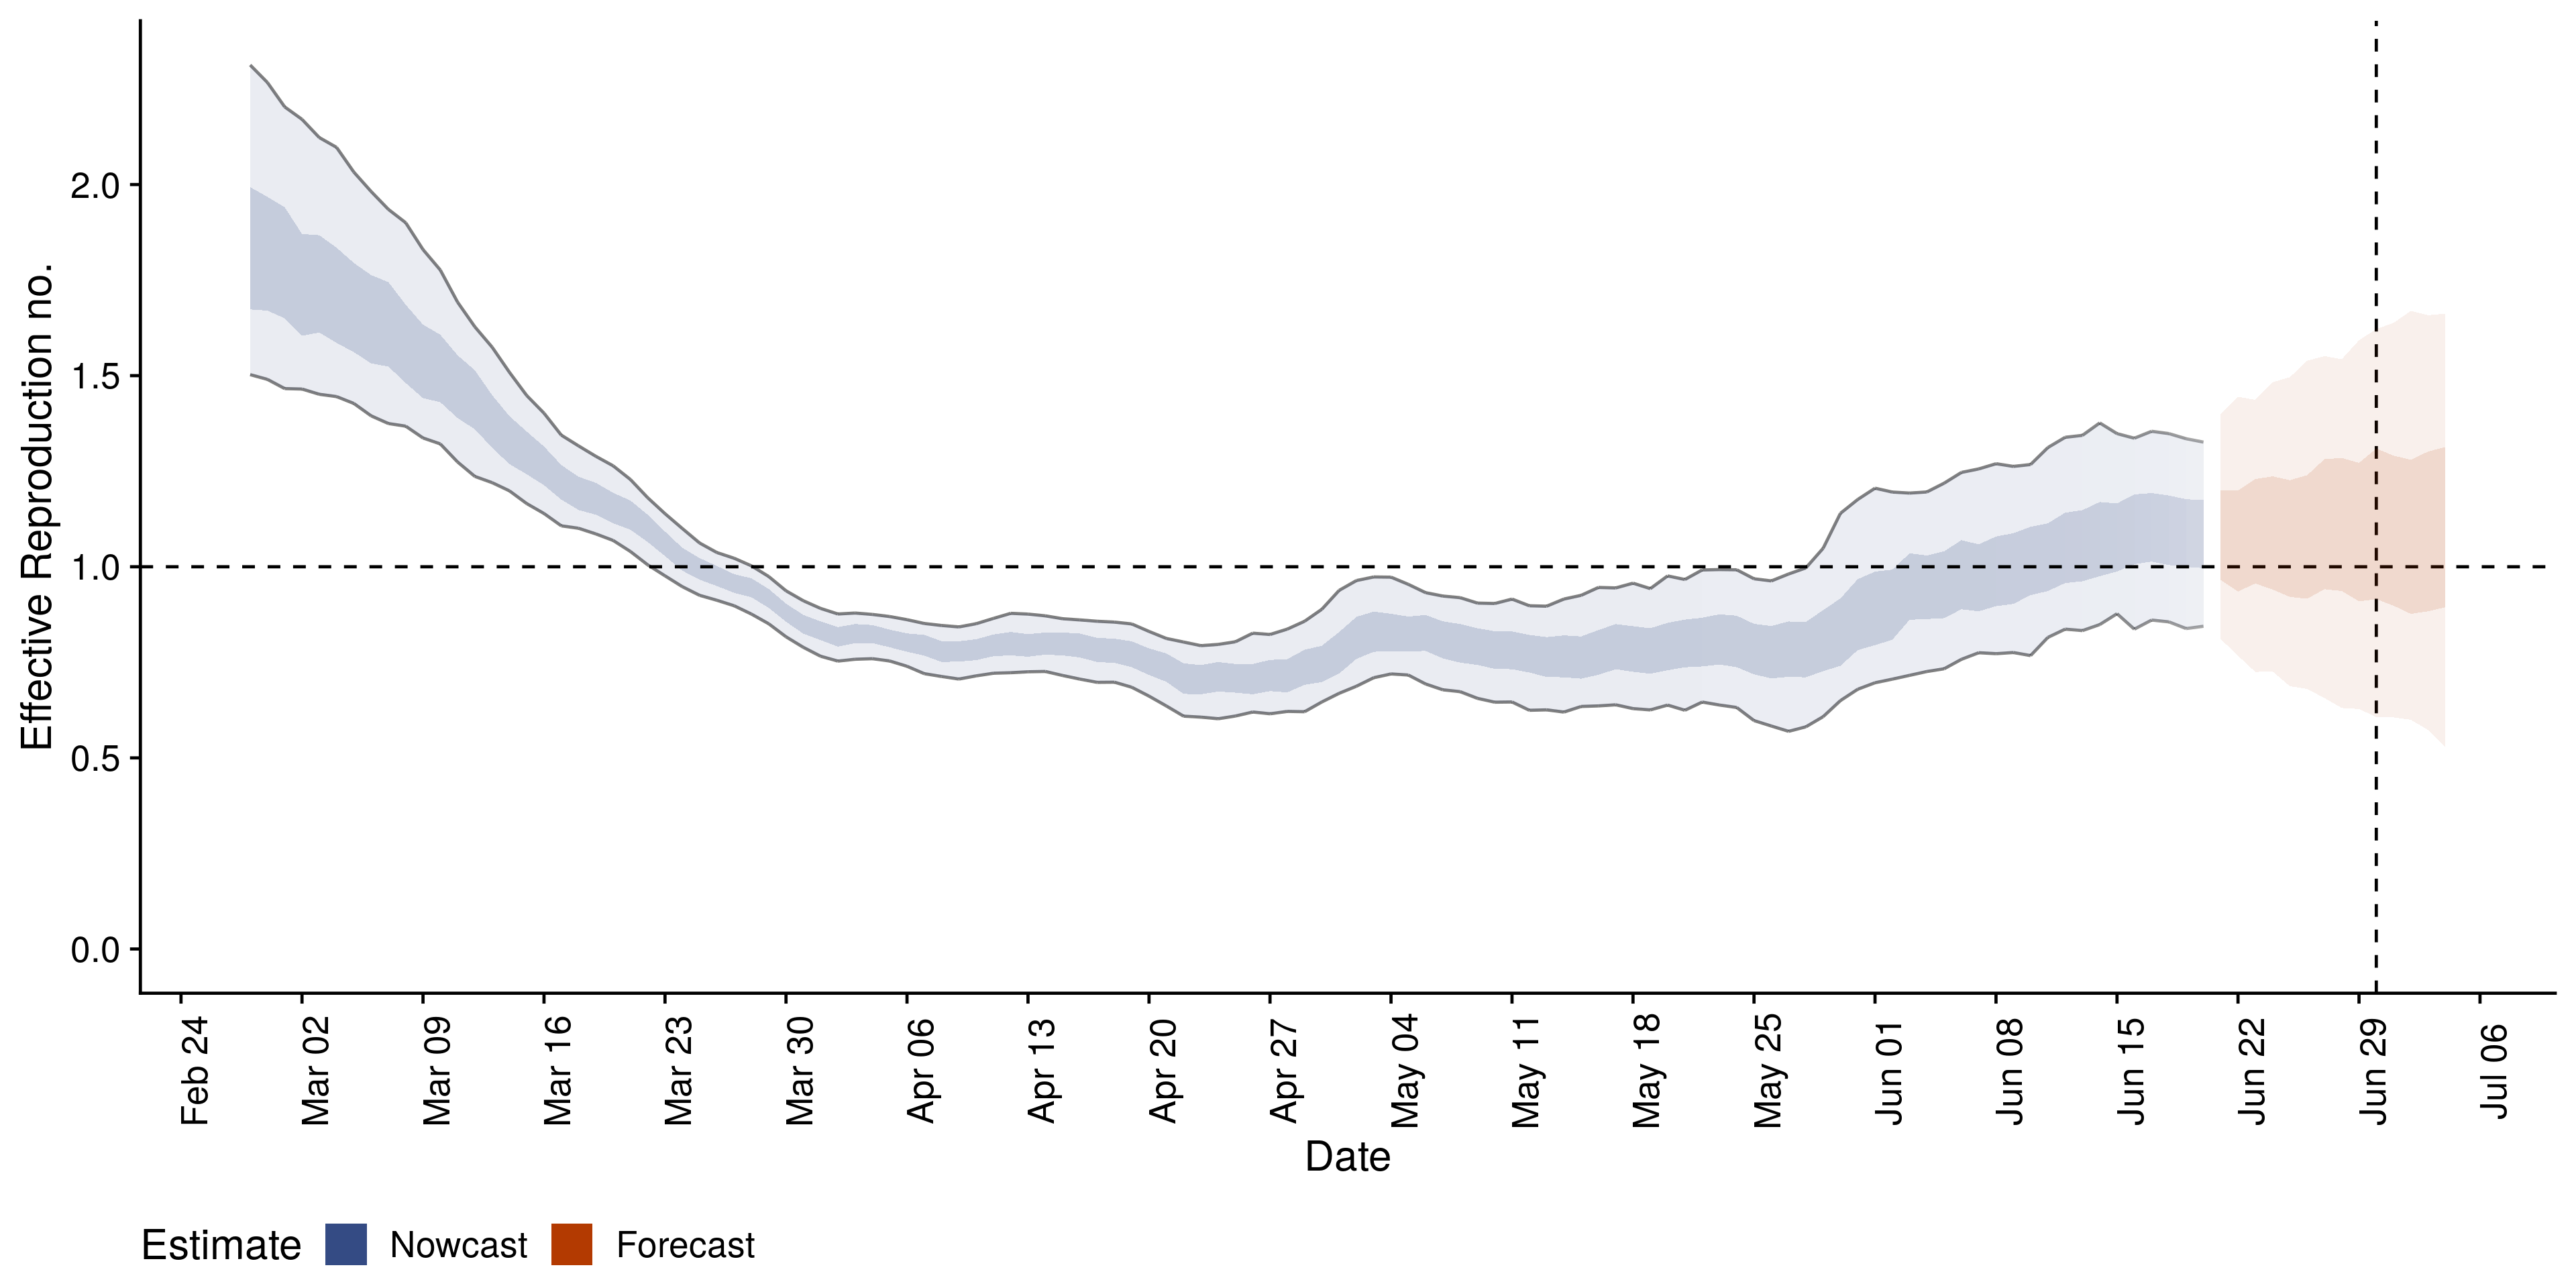 Effective Reproduction no.
2.0
1.5
1.0
0.5
0.0
Feb 24
Mar 02
Mar 09
Mar 16
Mar 23
Mar 30
Apr 06
Apr 13
Apr 20
Apr 27
May 04
May 11
May 18
May 25
Jun 01
Jun 08
Jun 15
Jun 22
Jun 29
Jul 06
Date
Estimate Nowcast Forecast